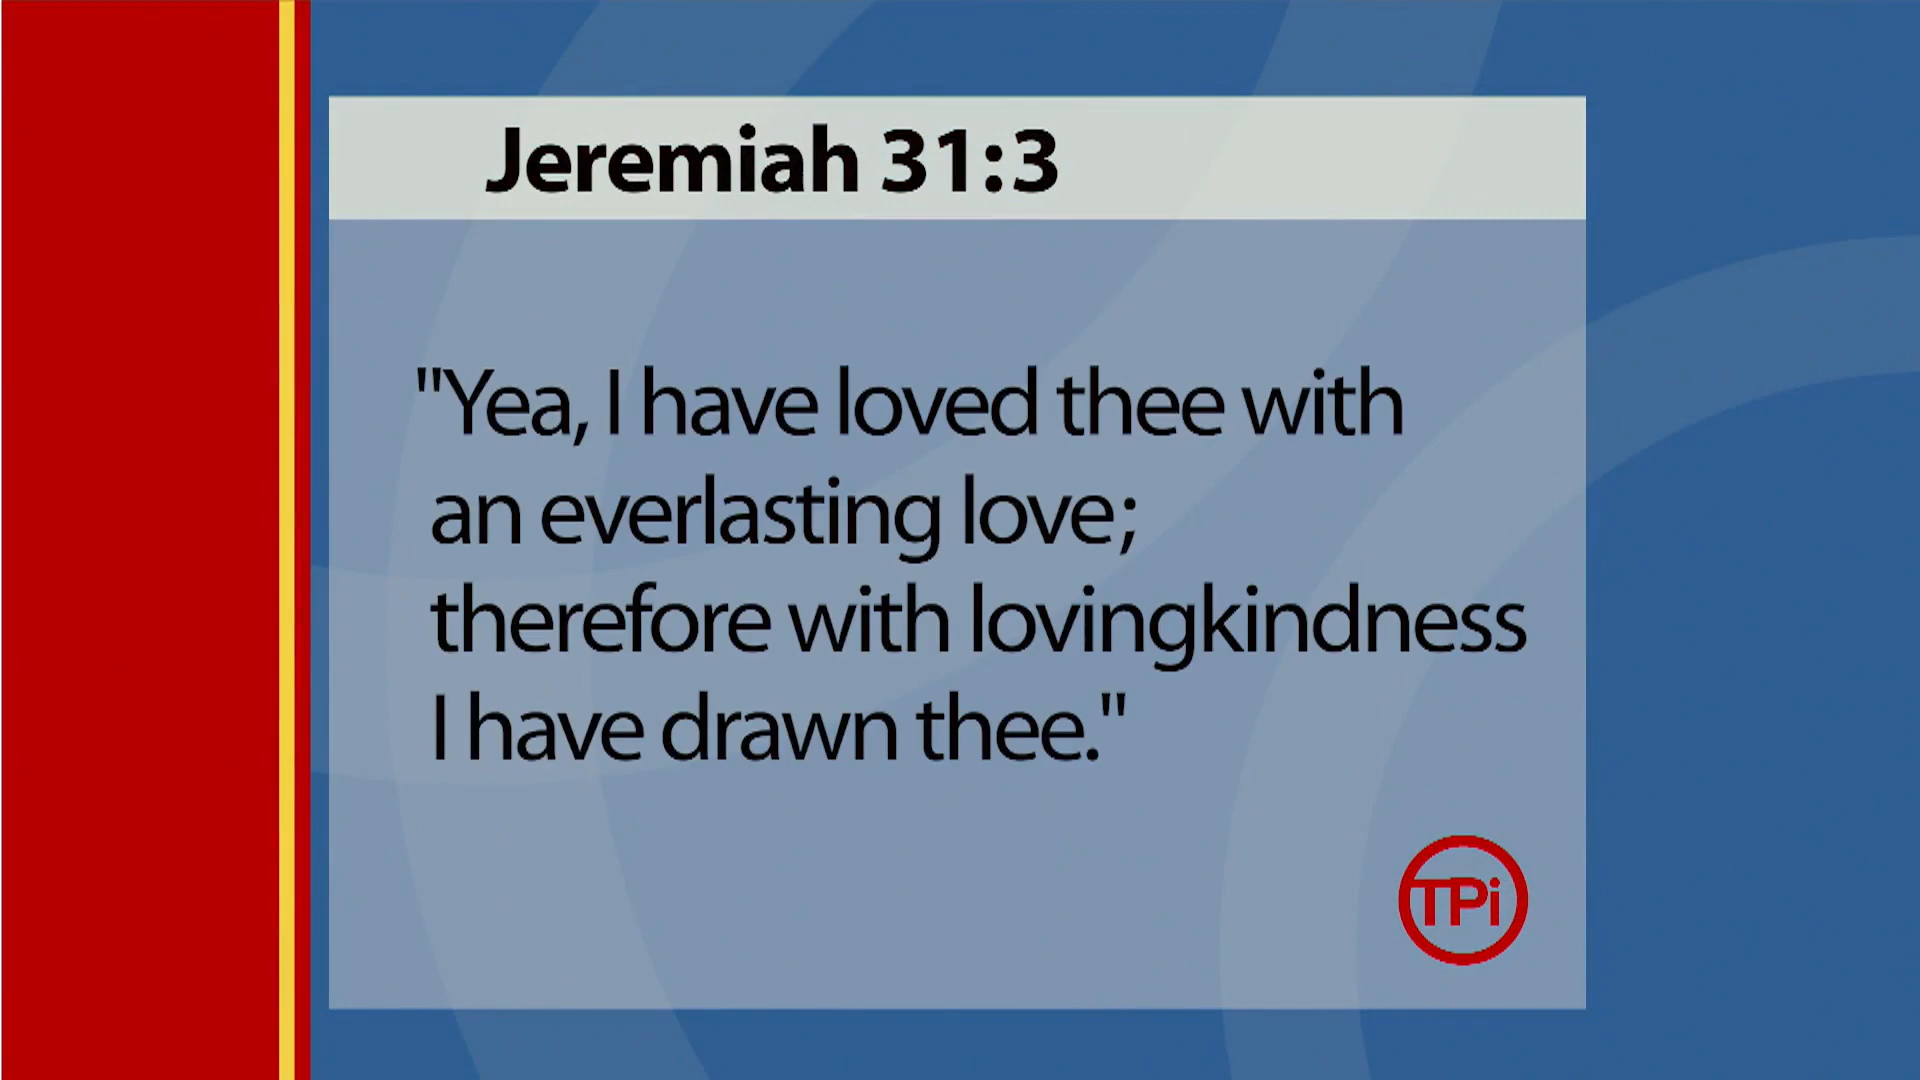 Jeremiah 31:3
"Yea, I have loved thee with
an everlasting love;
therefore with lovingkindness
I have drawn thee."
TPi